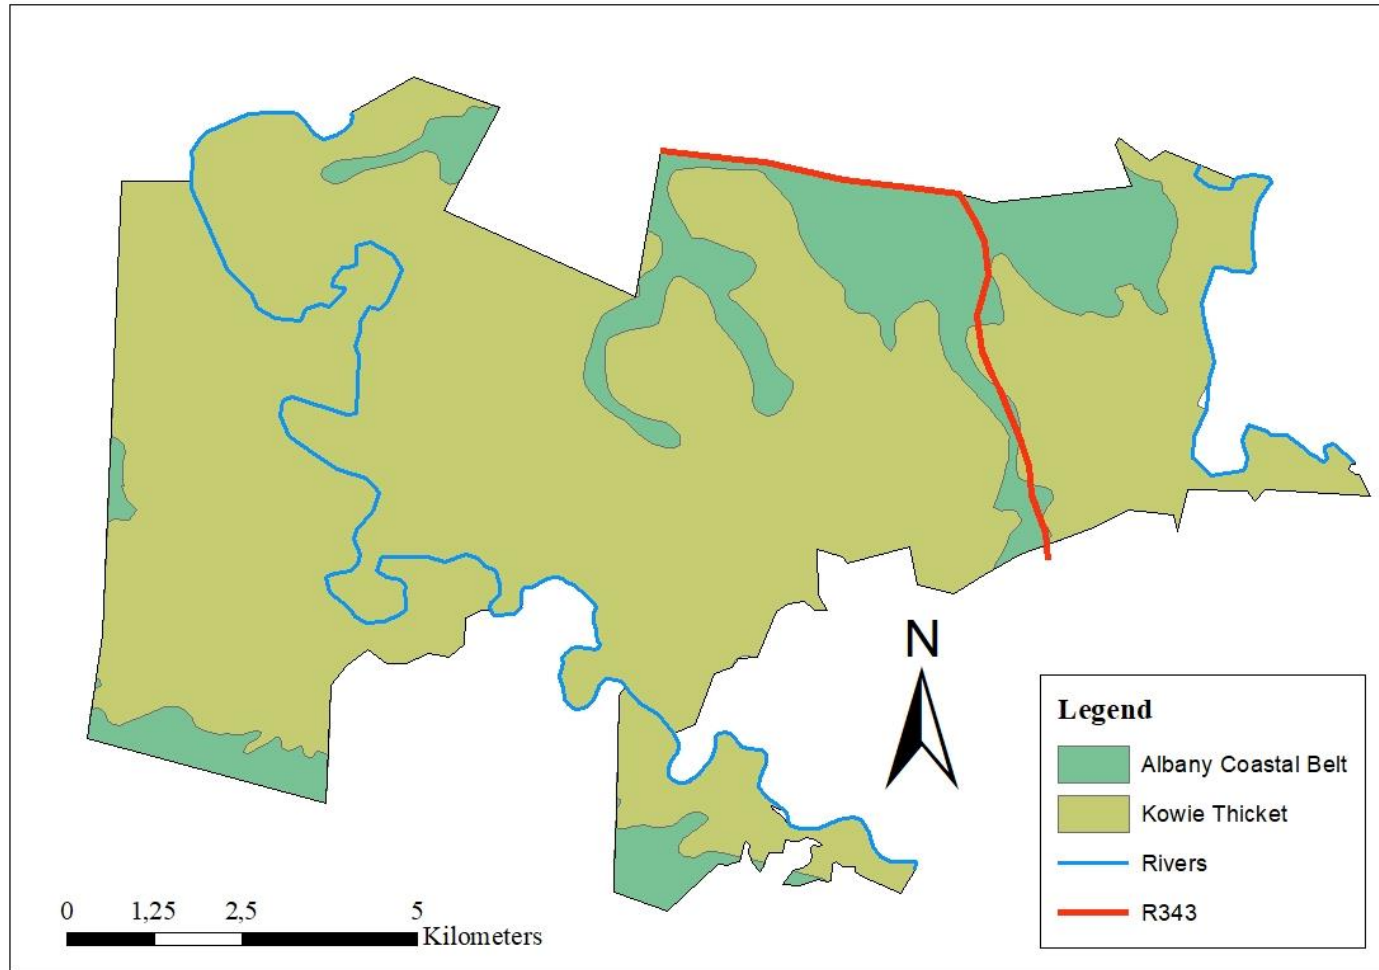 N
Legend
Albany Coastal Belt
Kowie Thicket
Rivers
R343
0 1,25 2,5 5
Kilometers